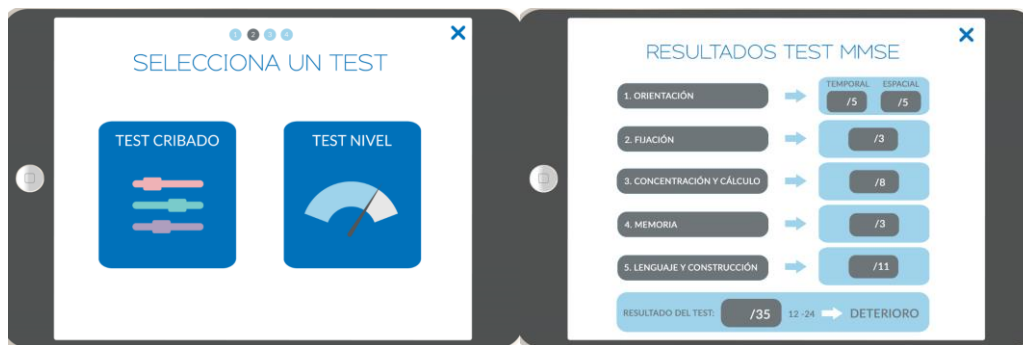 1 2 3 4
SELECCIONA UN TEST
TEST CRIBADO
TEST NIVEL
RESULTADOS TEST MMSE
1. ORIENTACIÓN
TEMPORAL ESPACIAL
/5 /5
2. FIJACIÓN
/3
3. CONCENTRACIÓN Y CÁLCULO
/8
4. MEMORIA
/3
5. LENGUAJE Y CONSTRUCCIÓN
/11
RESULTADO DEL TEST: /35 12 -24 DETERIORO